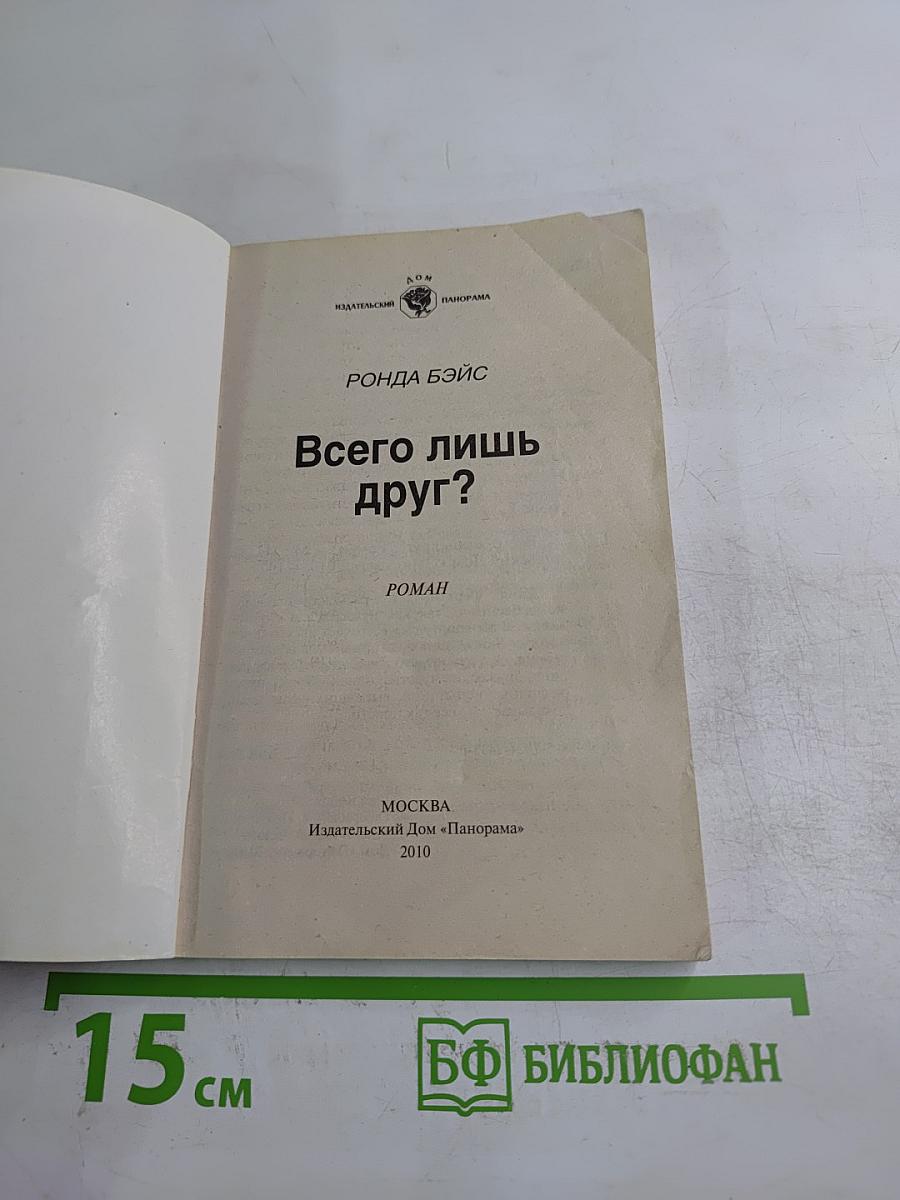 ДОМ
ИЗДАТЕЛЬСКИЙ ПАНОРАМА
РОНДА БЭЙС
Всего лишь
друг?
РОМАН
МОСКВА
Издательский Дом «Панорама»
2010
15 см
БФ БИБЛИОФАН